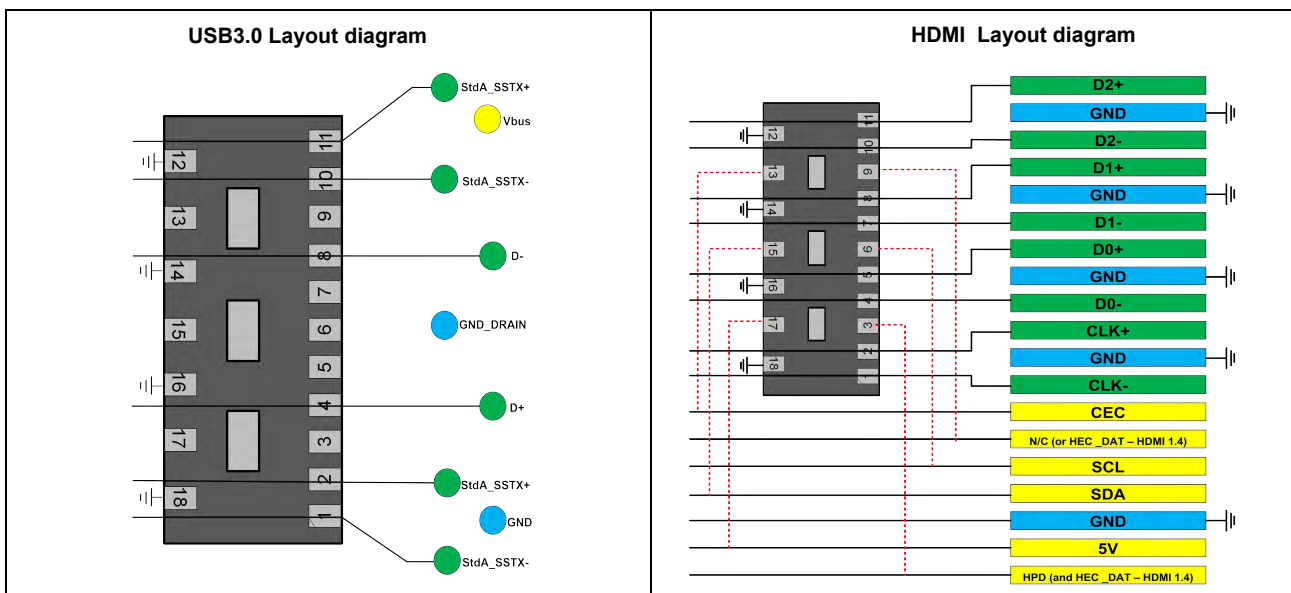 USB3.0 Layout diagram
StdA_SSTX+
Vbus
11
12
10
StdA_SSTX-
13
9
8
D-
14
7
15
6
GND_DRAIN
5
16
4
D+
17
3
2
StdA_SSTX+
18
1
GND
StdA_SSTX-
HDMI Layout diagram
D2+
GND
11
12
D2-
10
D1+
13
9
GND
8
14
D1-
7
D0+
15
6
GND
5
16
D0-
4
CLK+
17
3
GND
2
18
1
CLK-
CEC
N/C (or HEC _DAT – HDMI 1.4)
SCL
SDA
GND
5V
HPD (and HEC _DAT – HDMI 1.4)